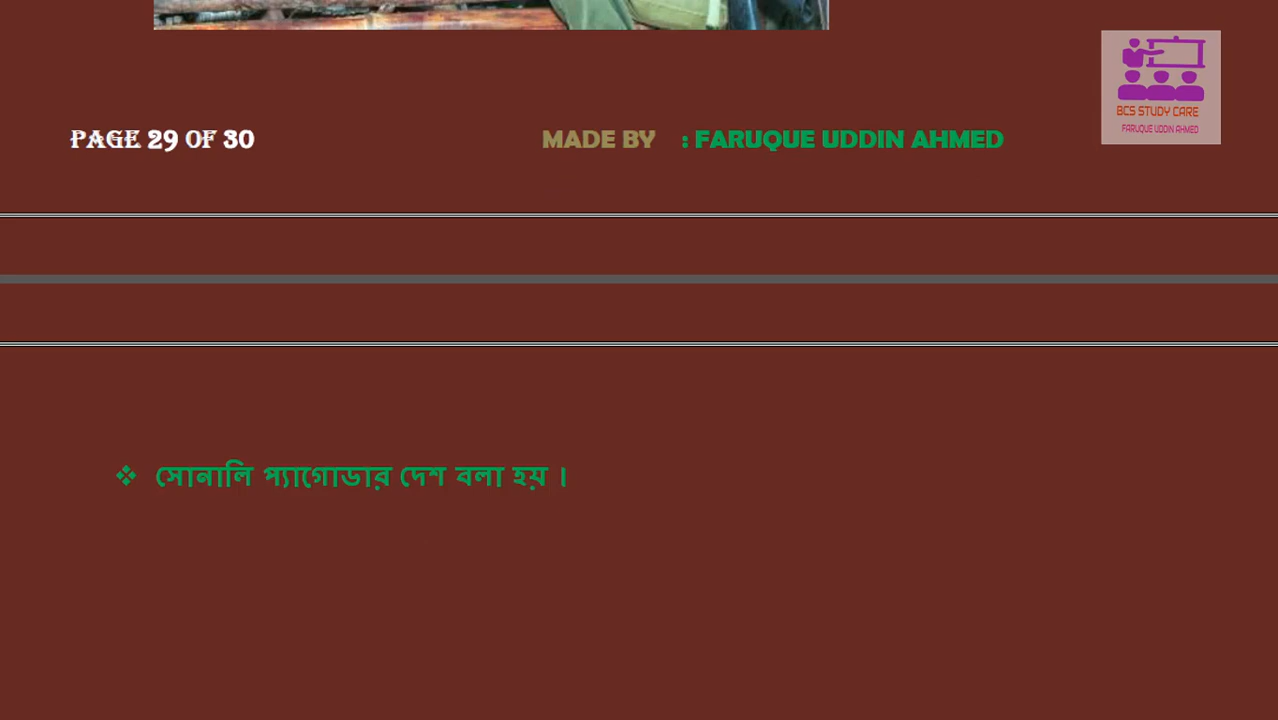 BCS STUDY CARE
FARUQUE UDDIN AHMED
PAGE 29 OF 30 MADE BY : FARUQUE UDDIN AHMED
❖ সোনালি প্যাগোডার দেশ বলা হয় ।